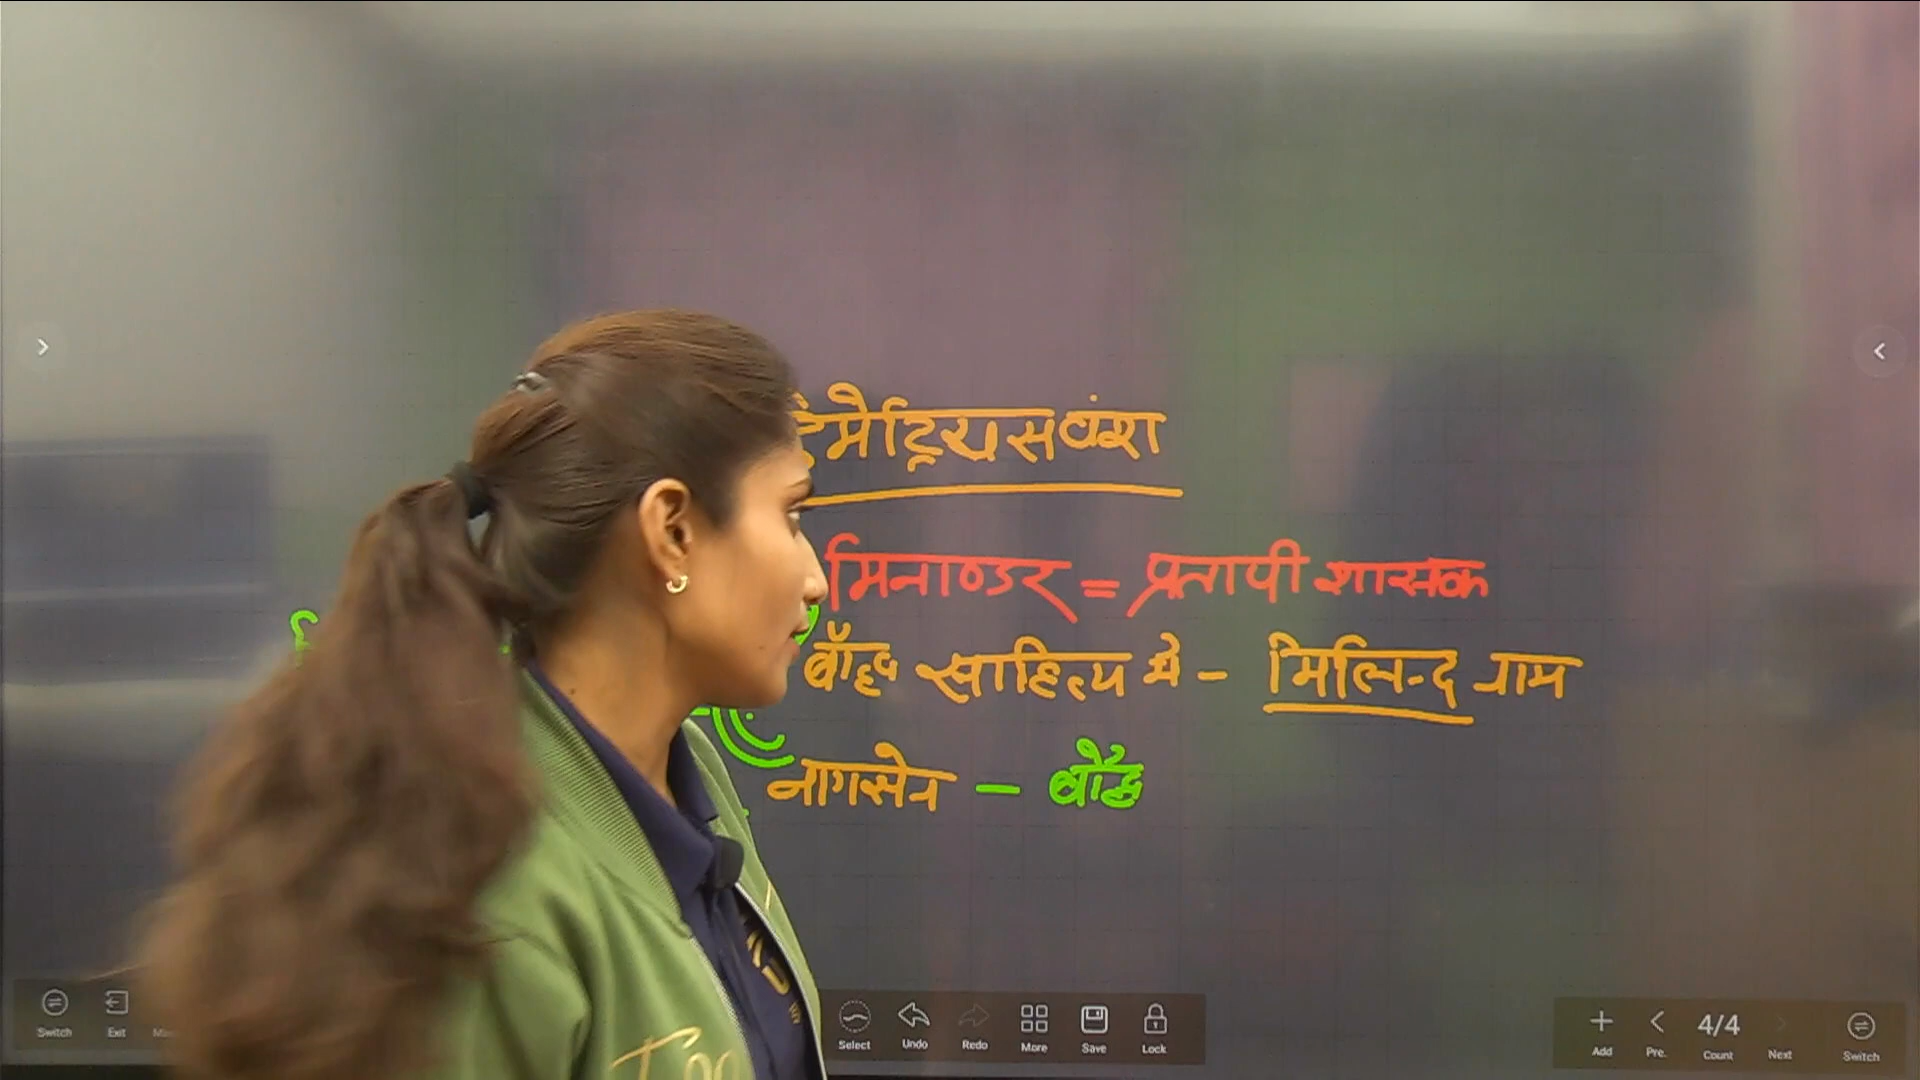 डेमेट्रियस वंश
मिनाण्डर = प्रतापी शासक
बौद्ध साहित्य मे - मिलिन्द नाम
नागसेन - बौद्ध
Switch Exit Select Undo Redo More Save Lock Add Pre. 4/4 Count Next Switch